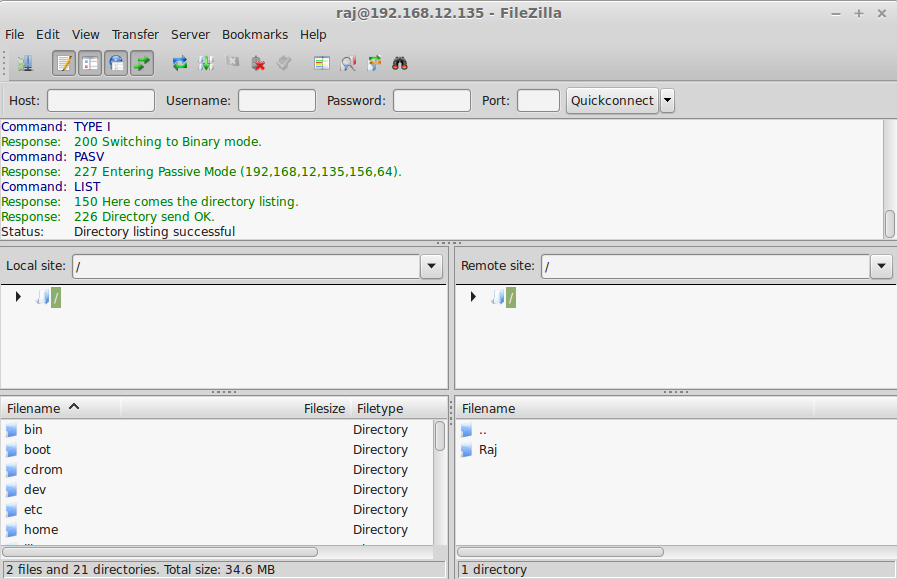 raj@192.168.12.135 - FileZilla
File Edit View Transfer Server Bookmarks Help
Host: Username: Password: Port: Quickconnect
Command: TYPE I
Response: 200 Switching to Binary mode.
Command: PASV
Response: 227 Entering Passive Mode (192,168,12,135,156,64).
Command: LIST
Response: 150 Here comes the directory listing.
Response: 226 Directory send OK.
Status: Directory listing successful
Local site: /
/
Filename Filesize Filetype
bin Directory
boot Directory
cdrom Directory
dev Directory
etc Directory
home Directory
2 files and 21 directories. Total size: 34.6 MB
Remote site: /
/
Filename
..
Raj
1 directory